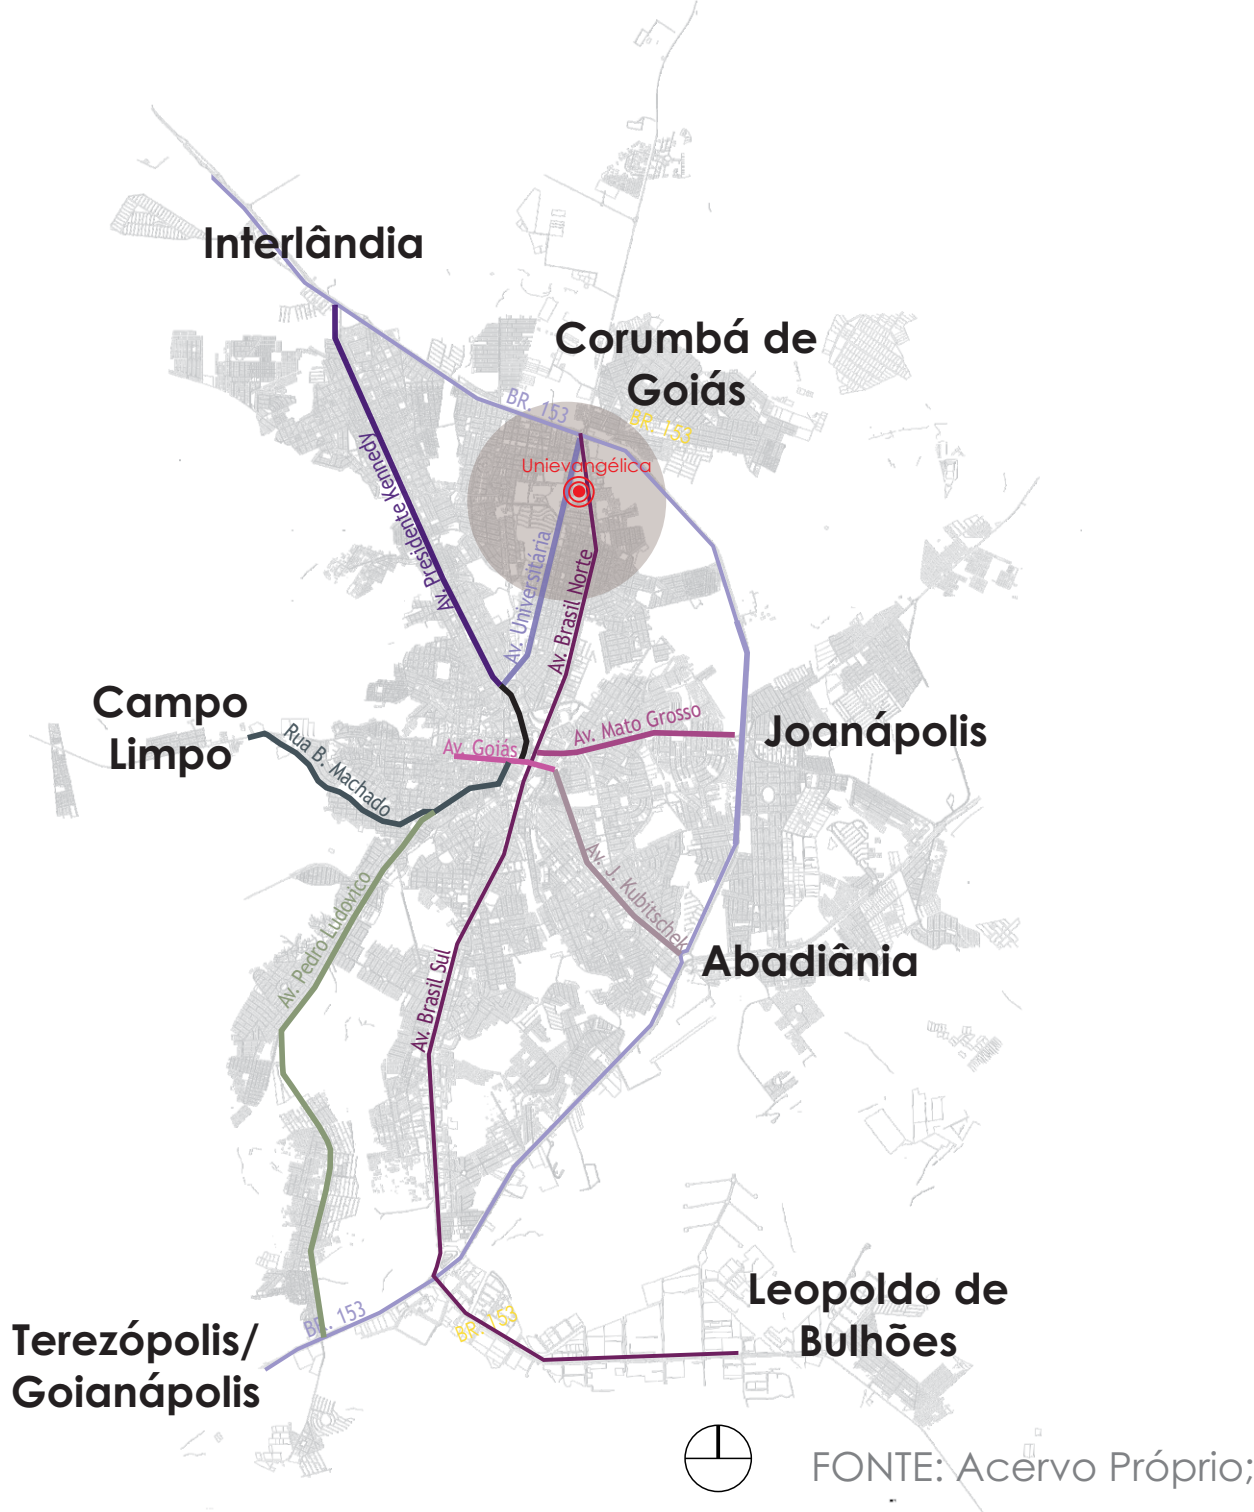 Interlândia
Corumbá de
Goiás
BR. 153
BR. 153
Unievangélica
Av. Presidente Kennedy
Av. Universitária
Av. Brasil Norte
Campo
Limpo
Rua B. Machado
Av. Goiás
Av. Mato Grosso
Joanápolis
Av. J. Kubitschek
Av. Pedro Ludovico
Abadiânia
Av. Brasil Sul
Leopoldo de
Bulhões
BR. 153
BR. 153
Terezópolis/
Goianápolis
FONTE: Acervo Próprio;